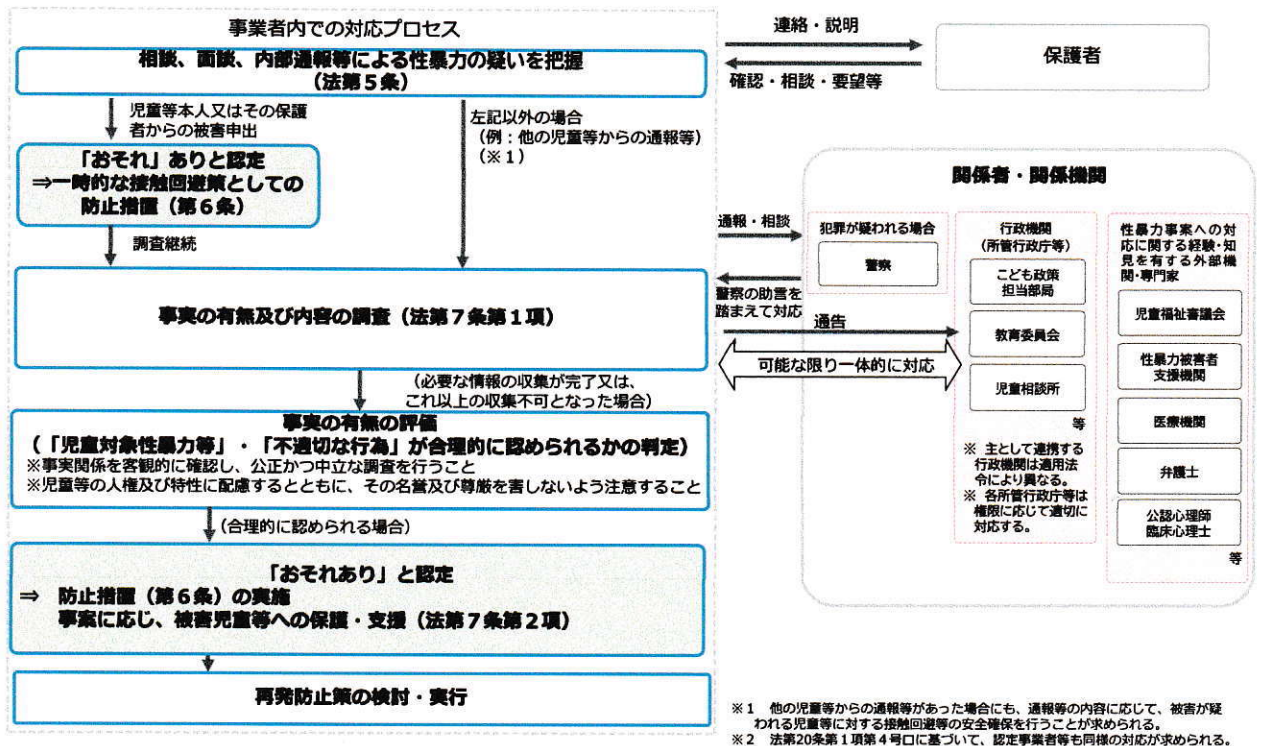 事業者内での対応プロセス
相談、面談、内部通報等による性暴力の疑いを把握
（法第５条）
児童等本人又はその保護
者からの被害申出
左記以外の場合
（例：他の児童等からの通報等）
（※１）
「おそれ」ありと認定
⇒一時的な接触回避策としての
防止措置（第６条）
調査継続
事実の有無及び内容の調査（法第７条第１項）
（必要な情報の収集が完了又は、
これ以上の収集不可となった場合）
事実の有無の評価
（「児童対象性暴力等」・「不適切な行為」が合理的に認められるかの判定）
※事実関係を客観的に確認し、公正かつ中立な調査を行うこと
※児童等の人権及び特性に配慮するとともに、その名誉及び尊厳を害しないよう注意すること
（合理的に認められる場合）
「おそれあり」と認定
⇒ 防止措置（第６条）の実施
事案に応じ、被害児童等への保護・支援（法第７条第２項）
再発防止策の検討・実行
連絡・説明
確認・相談・要望等
保護者
関係者・関係機関
通報・相談
警察の助言を
踏まえて対応
通告
可能な限り一体的に対応
犯罪が疑われる場合
警察
行政機関
（所管行政庁等）
こども政策
担当部局
教育委員会
児童相談所
等
※ 主として連携する
行政機関は適用法
令により異なる。
※ 各所管行政庁等は
権限に応じて適切に
対応する。
性暴力事案への対
応に関する経験・知
見を有する外部機
関・専門家
児童福祉審議会
性暴力被害者
支援機関
医療機関
弁護士
公認心理師
臨床心理士
等
※１ 他の児童等からの通報等があった場合にも、通報等の内容に応じて、被害が疑
われる児童等に対する接触回避等の安全確保を行うことが求められる。
※２ 法第20条第１項第４号ロに基づいて、認定事業者等も同様の対応が求められる。